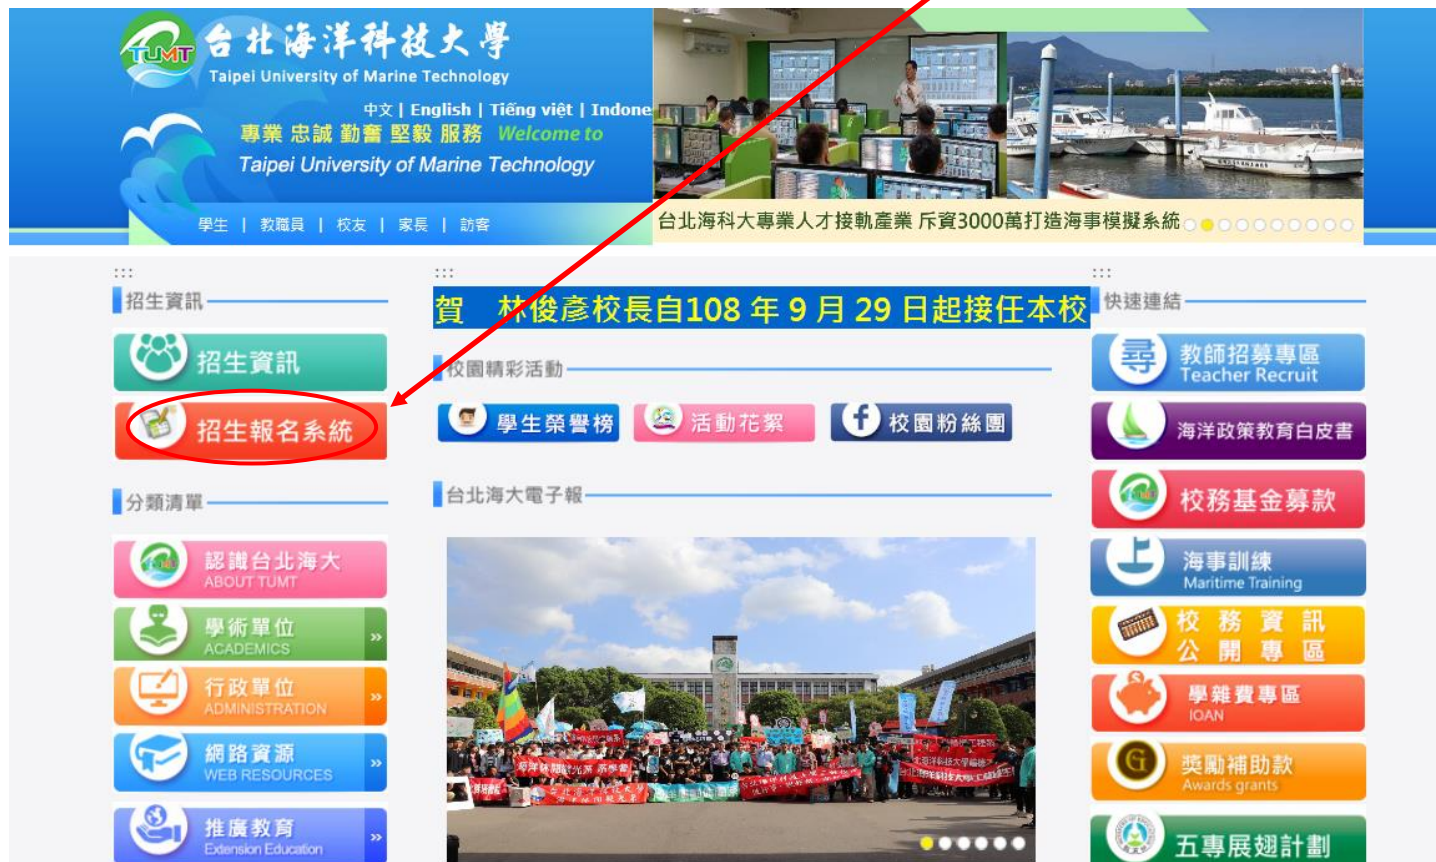 TUMT
台北海洋科技大學
Taipei University of Marine Technology
中文 | English | Tiếng việt | Indone
專業 忠誠 勤奮 堅毅 服務 Welcome to
Taipei University of Marine Technology
學生 | 教職員 | 校友 | 家長 | 訪客
台北海科大專業人才接軌產業 斥資3000萬打造海事模擬系統
:::
招生資訊
招生資訊
招生報名系統
分類清單
認識台北海大
ABOUT TUMT
學術單位
ACADEMICS
»
行政單位
ADMINISTRATION
»
網路資源
WEB RESOURCES
»
推廣教育
Extension Education
»
:::
賀 林俊彥校長自108 年 9 月 29 日起接任本校
校園精彩活動
學生榮譽榜
活動花絮
f 校園粉絲團
台北海大電子報
:::
快速連結
尋 教師招募專區
Teacher Recruit
海洋政策教育白皮書
校務基金募款
海事訓練
Maritime Training
校務資訊
公開專區
學雜費專區
lOAN
G 獎勵補助款
Awards grants
五專展翅計劃